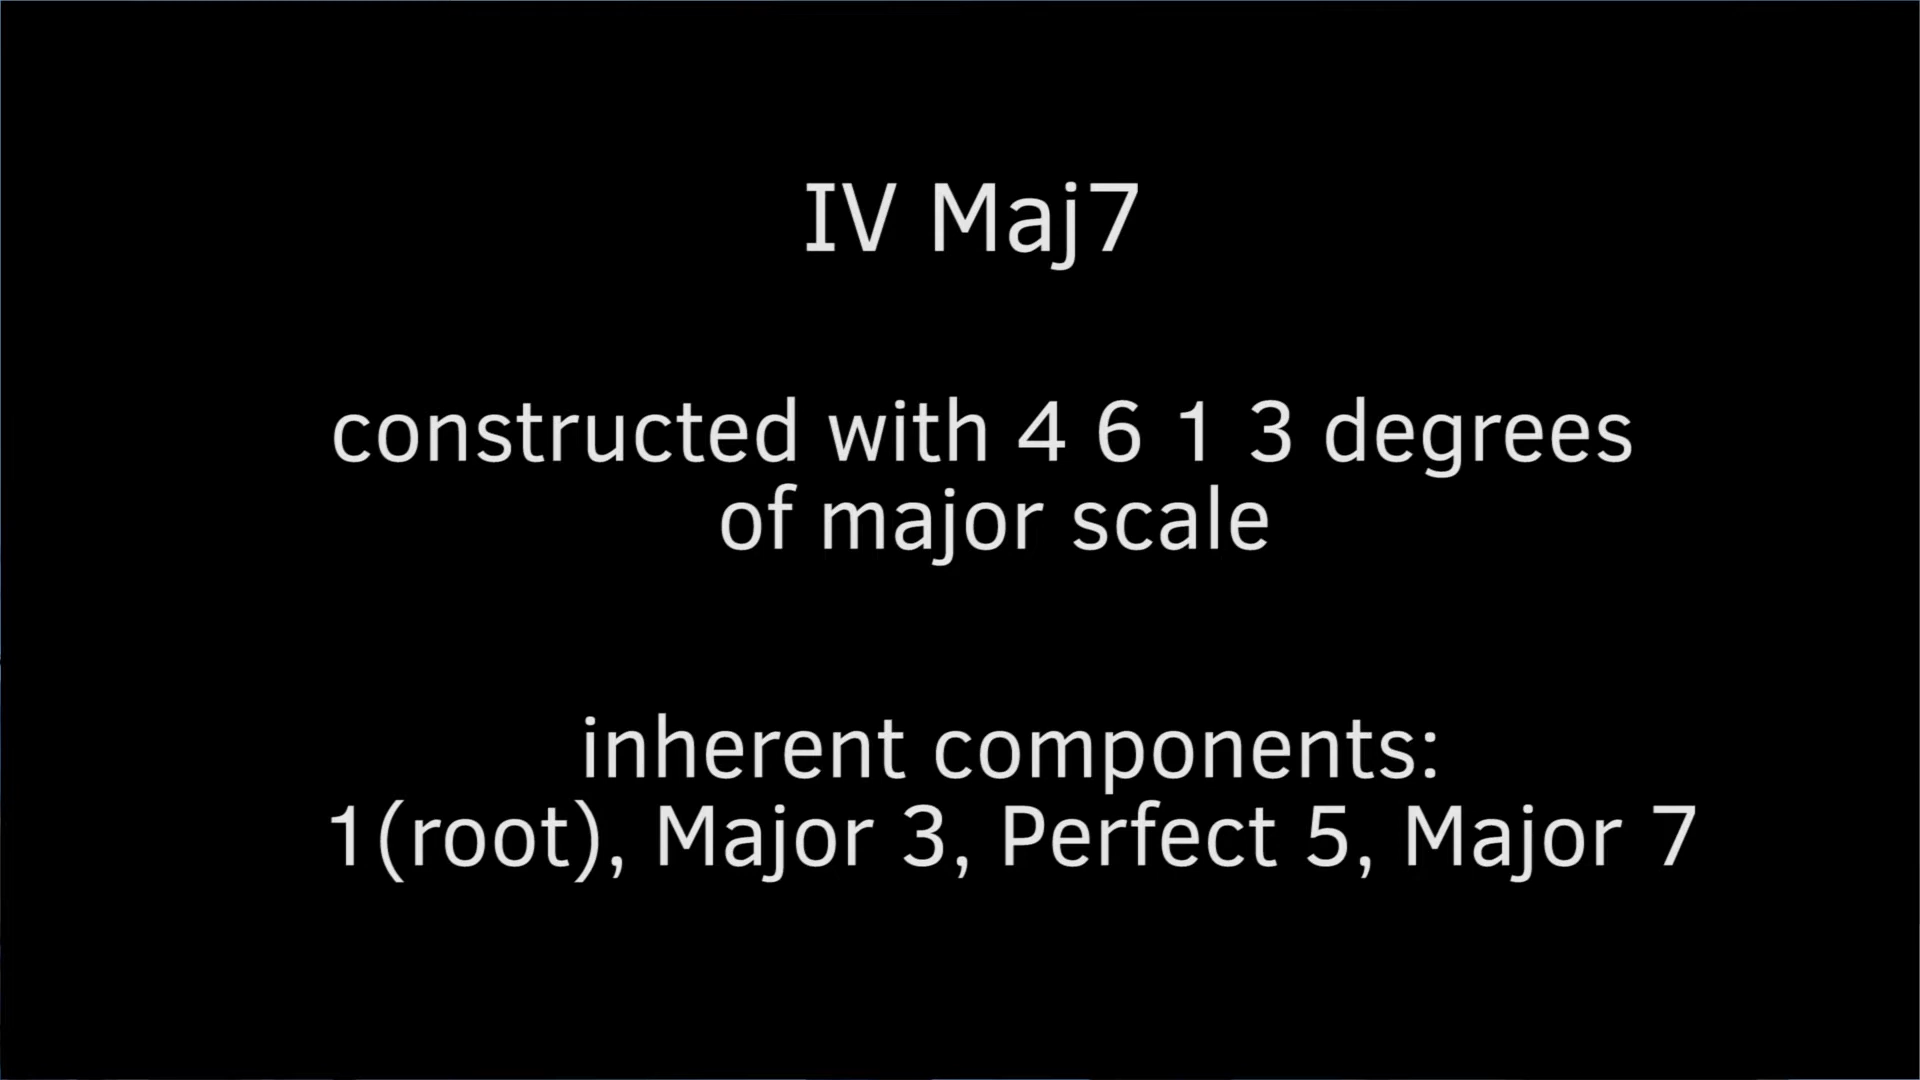 IV Maj7
constructed with 4 6 1 3 degrees
of major scale
inherent components:
1(root), Major 3, Perfect 5, Major 7